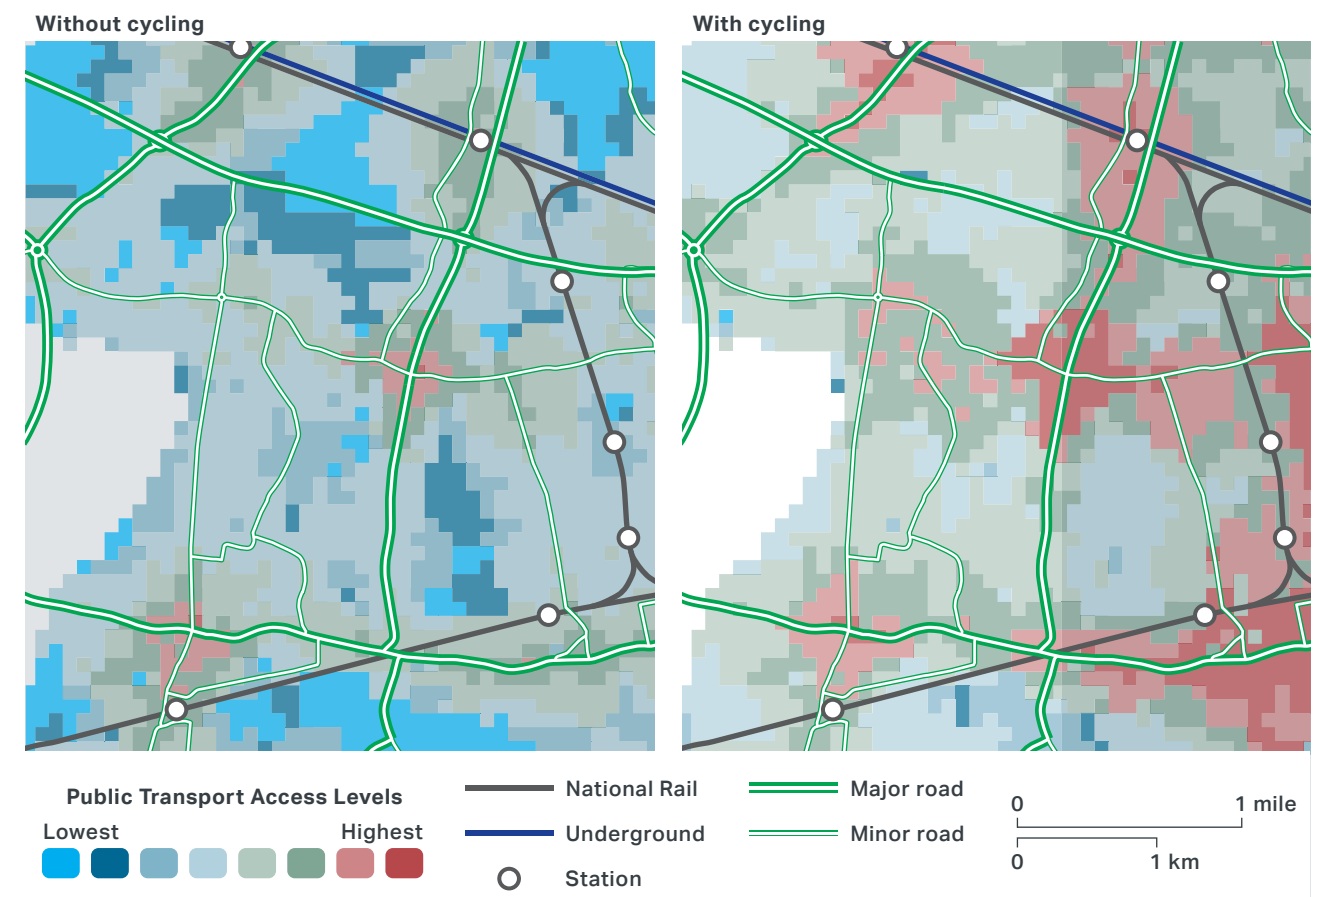 Without cycling
With cycling
Public Transport Access Levels
Lowest
Highest
National Rail
Underground
Station
Major road
Minor road
0
1 mile
0
1 km